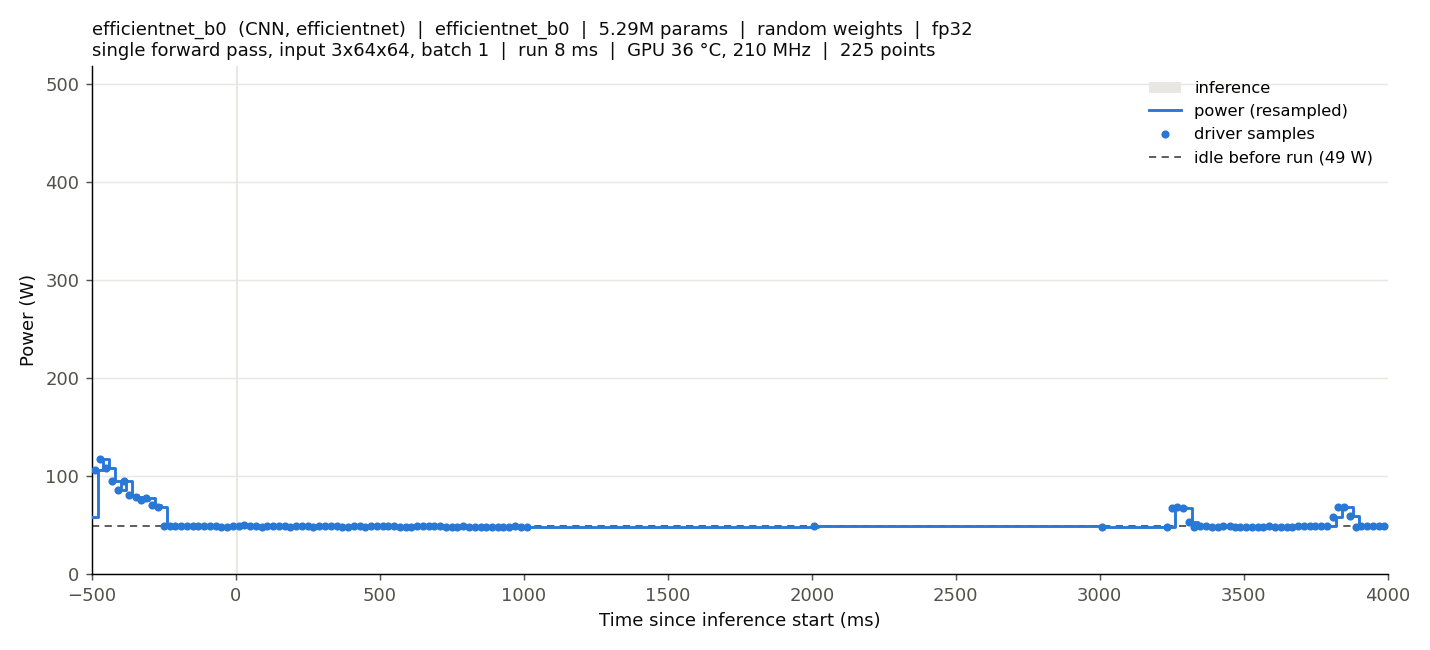 efficientnet_b0  (CNN, efficientnet)  |  efficientnet_b0  |  5.29M params  |  random weights  |  fp32
single forward pass, input 3x64x64, batch 1  |  run 8 ms  |  GPU 36 °C, 210 MHz  |  225 points
500
400
300
200
100
0
Power (W)
inference
power (resampled)
driver samples
idle before run (49 W)
−500 0 500 1000 1500 2000 2500 3000 3500 4000
Time since inference start (ms)